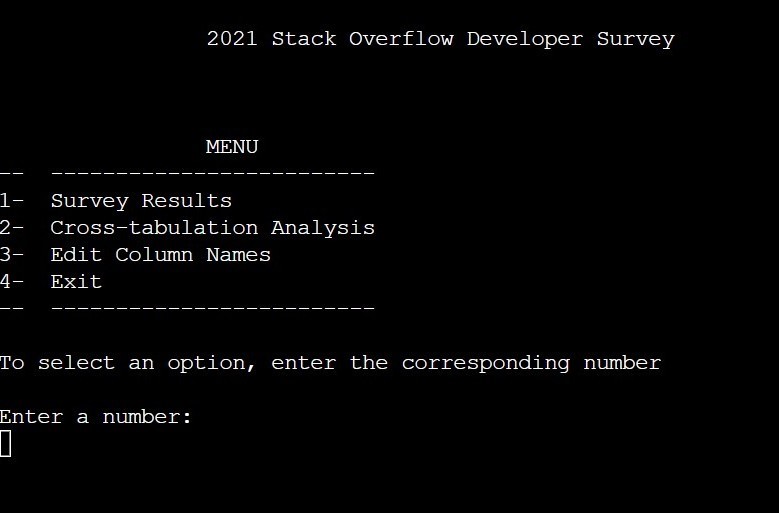 2021 Stack Overflow Developer Survey
MENU
--  -------------------------
1-  Survey Results
2-  Cross-tabulation Analysis
3-  Edit Column Names
4-  Exit
--  -------------------------
To select an option, enter the corresponding number
Enter a number: